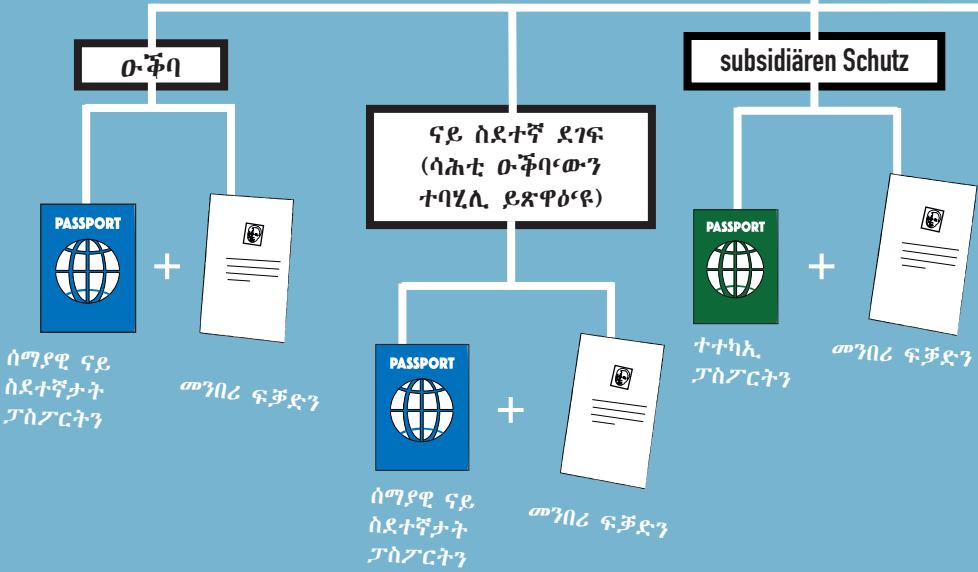 ዑቕባ
PASSPORT
ሰማያዊ ናይ
ስደተኛታት
ፓስፖርትን
መንበሪ ፍቓድን
ናይ ስደተኛ ደገፍ
(ሳሕቲ ዑቕባ‘ውን
ተባሂሊ ይጽዋዕ‘ዩ)
PASSPORT
ሰማያዊ ናይ
ስደተኛታት
ፓስፖርትን
መንበሪ ፍቓድን
subsidiären Schutz
PASSPORT
ተተካኢ
ፓስፖርትን
መንበሪ ፍቓድን